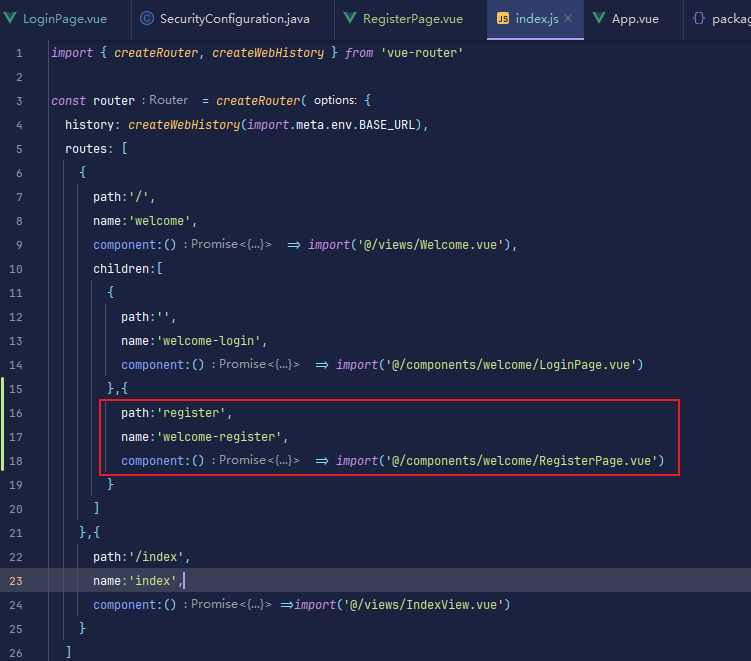 LoginPage.vue SecurityConfiguration.java RegisterPage.vue JS index.js × App.vue {}
1 import { createRouter, createWebHistory } from 'vue-router'
2
3 const router : Router = createRouter( options: {
4 history: createWebHistory(import.meta.env.BASE_URL),
5 routes: [
6 {
7 path:'/',
8 name:'welcome',
9 component:() : Promise<{...}> => import('@/views/Welcome.vue'),
10 children:[
11 {
12 path:'',
13 name:'welcome-login',
14 component:() : Promise<{...}> => import('@/components/welcome/LoginPage.vue')
15 },{
16 path:'register',
17 name:'welcome-register',
18 component:() : Promise<{...}> => import('@/components/welcome/RegisterPage.vue')
19 }
20 ]
21 },{
22 path:'/index',
23 name:'index',
24 component:() : Promise<{...}> =>import('@/views/IndexView.vue')
25 }
26 ]